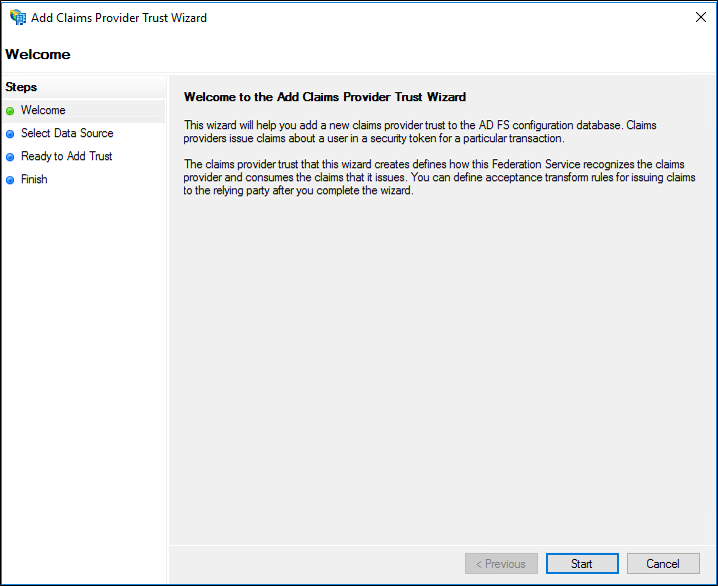 Add Claims Provider Trust Wizard
Welcome
Steps
Welcome
Select Data Source
Ready to Add Trust
Finish
Welcome to the Add Claims Provider Trust Wizard
This wizard will help you add a new claims provider trust to the AD FS configuration database. Claims
providers issue claims about a user in a security token for a particular transaction.
The claims provider trust that this wizard creates defines how this Federation Service recognizes the claims
provider and consumes the claims that it issues. You can define acceptance transform rules for issuing claims
to the relying party after you complete the wizard.
< Previous
Start
Cancel